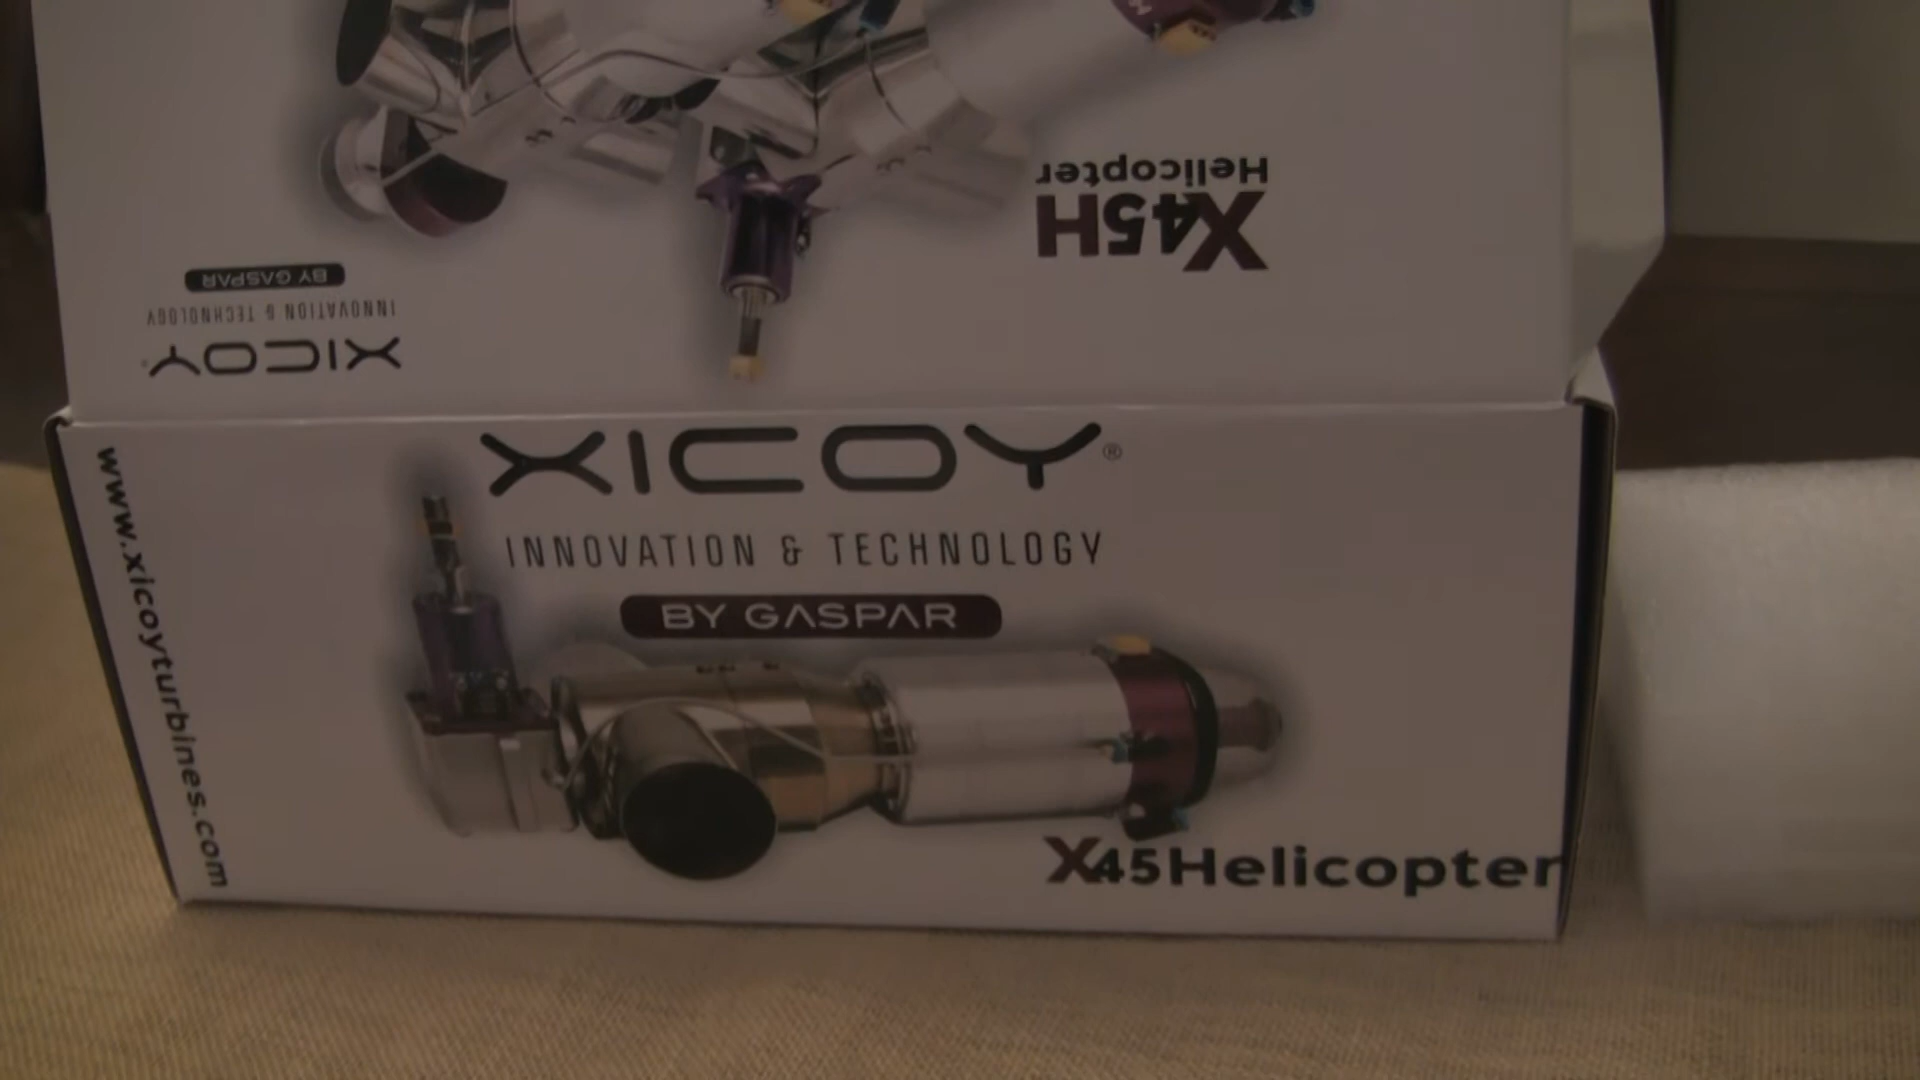 X45H
Helicopter
XICOY
INNOVATION & TECHNOLOGY
BY GASPAR
XICOY®
INNOVATION & TECHNOLOGY
BY GASPAR
www.xicoyturbines.com
X45Helicopter